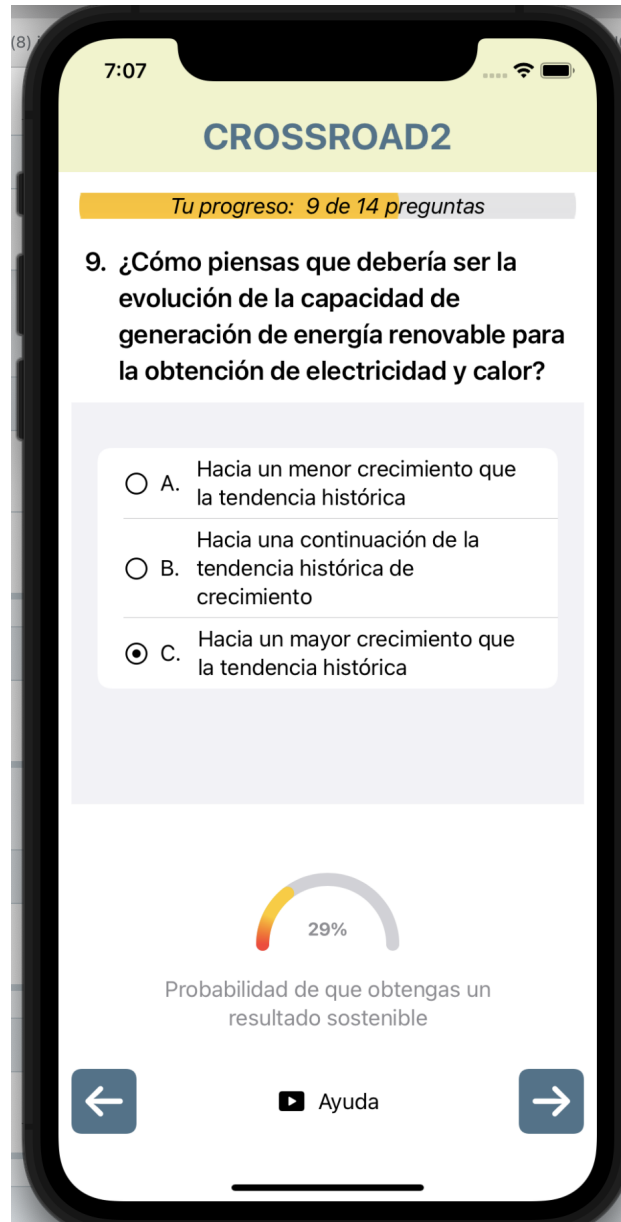 (8)
7:07
CROSSROAD2
Tu progreso: 9 de 14 preguntas
9. ¿Cómo piensas que debería ser la
evolución de la capacidad de
generación de energía renovable para
la obtención de electricidad y calor?
A. Hacia un menor crecimiento que
la tendencia histórica
B. Hacia una continuación de la
tendencia histórica de
crecimiento
C. Hacia un mayor crecimiento que
la tendencia histórica
29%
Probabilidad de que obtengas un
resultado sostenible
Ayuda